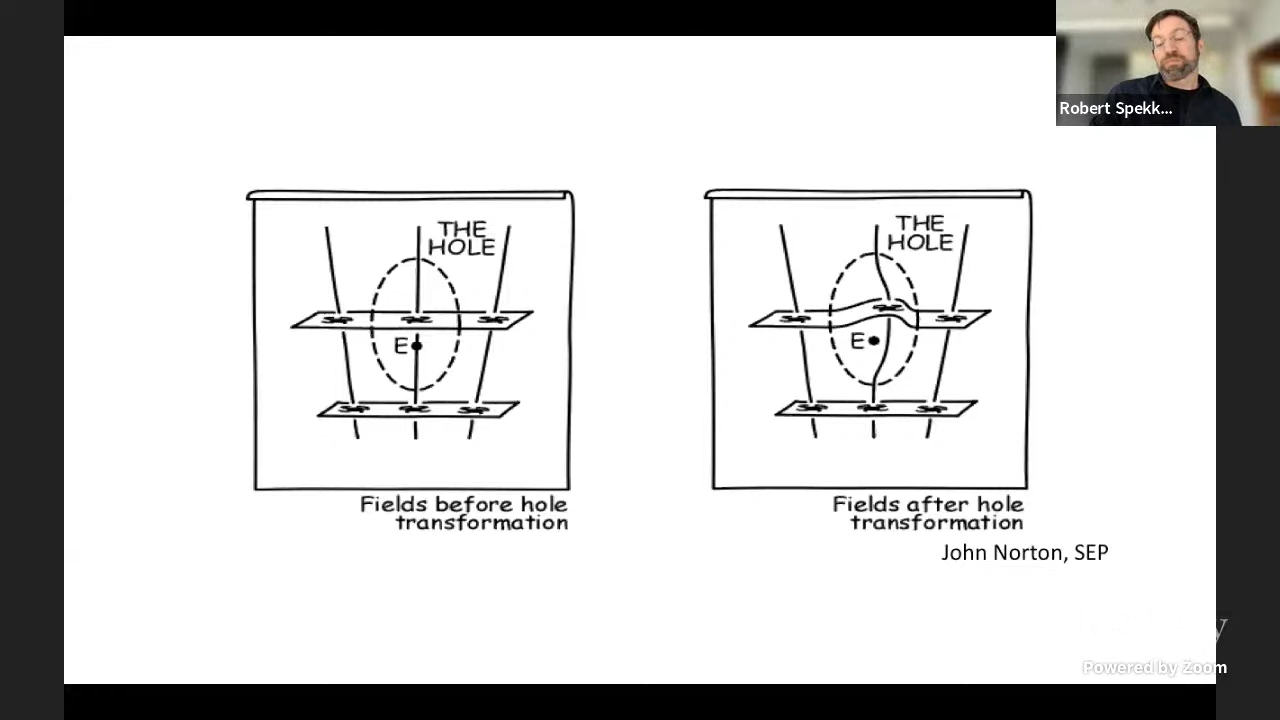 Robert Spekk...
THE
HOLE
E
Fields before hole
transformation
THE
HOLE
E
Fields after hole
transformation
John Norton, SEP
Powered by Zoom